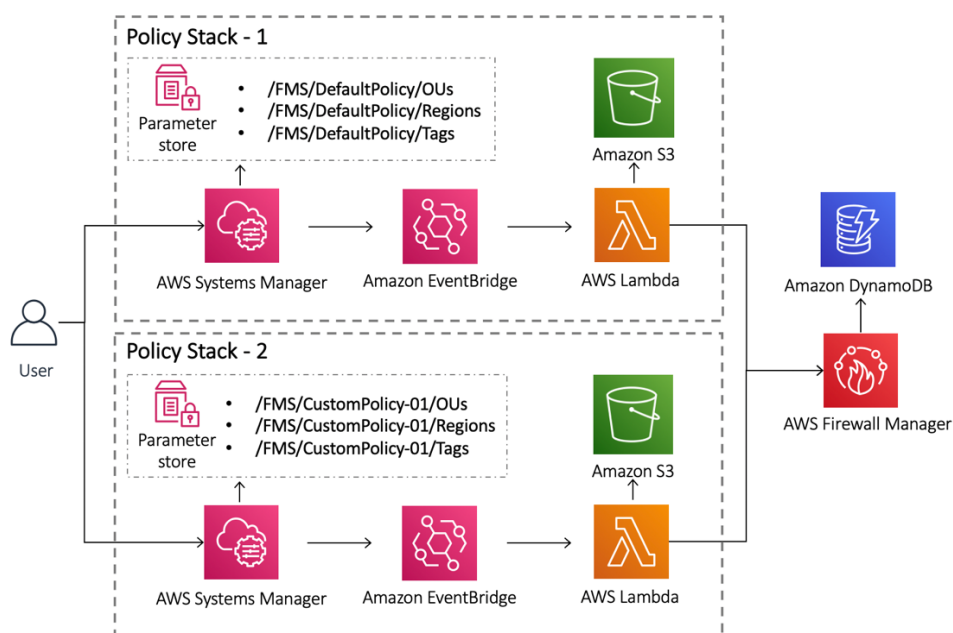 Policy Stack - 1
Parameter
store
• /FMS/DefaultPolicy/OUs
• /FMS/DefaultPolicy/Regions
• /FMS/DefaultPolicy/Tags
Amazon S3
AWS Systems Manager
Amazon EventBridge
AWS Lambda
Amazon DynamoDB
User
Policy Stack - 2
Parameter
store
• /FMS/CustomPolicy-01/OUs
• /FMS/CustomPolicy-01/Regions
• /FMS/CustomPolicy-01/Tags
Amazon S3
AWS Firewall Manager
AWS Systems Manager
Amazon EventBridge
AWS Lambda